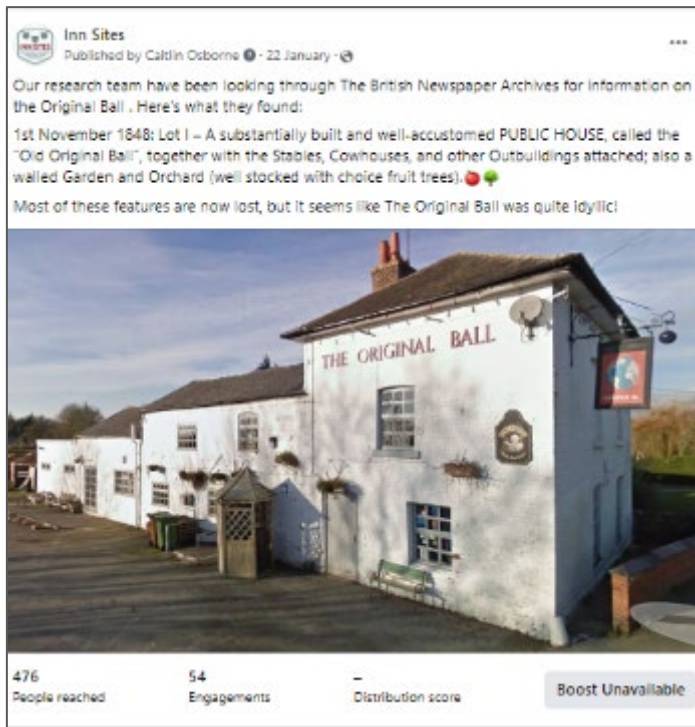 Inn Sites
Published by Caitlin Osborne · 22 January ·
Our research team have been looking through The British Newspaper Archives for information on
the Original Ball . Here's what they found:
1st November 1848: Lot I – A substantially built and well-accustomed PUBLIC HOUSE, called the
"Old Original Ball", together with the Stables, Cowhouses, and other Outbuildings attached; also a
walled Garden and Orchard (well stocked with choice fruit trees).🍎🌳
Most of these features are now lost, but it seems like The Original Ball was quite idyllic!
THE ORIGINAL BALL
476
People reached
54
Engagements
–
Distribution score
Boost Unavailable